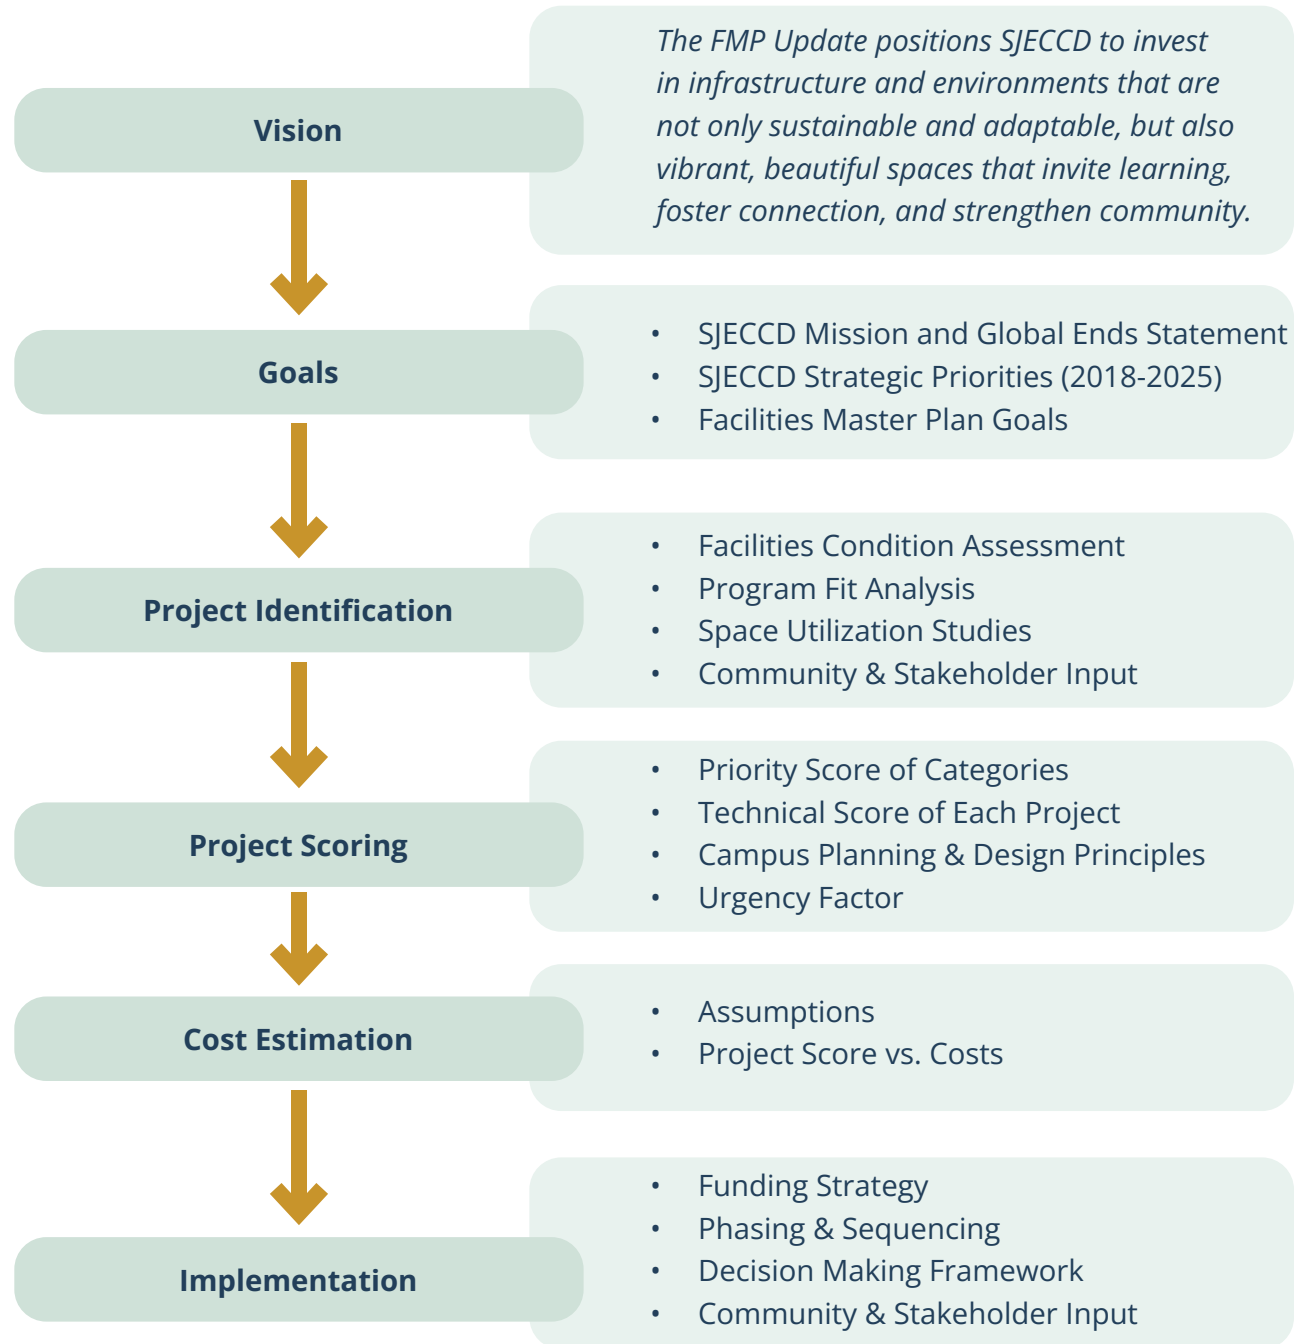 Vision
The FMP Update positions SJECCD to invest
in infrastructure and environments that are
not only sustainable and adaptable, but also
vibrant, beautiful spaces that invite learning,
foster connection, and strengthen community.
Goals
• SJECCD Mission and Global Ends Statement
• SJECCD Strategic Priorities (2018-2025)
• Facilities Master Plan Goals
Project Identification
• Facilities Condition Assessment
• Program Fit Analysis
• Space Utilization Studies
• Community & Stakeholder Input
Project Scoring
• Priority Score of Categories
• Technical Score of Each Project
• Campus Planning & Design Principles
• Urgency Factor
Cost Estimation
• Assumptions
• Project Score vs. Costs
Implementation
• Funding Strategy
• Phasing & Sequencing
• Decision Making Framework
• Community & Stakeholder Input